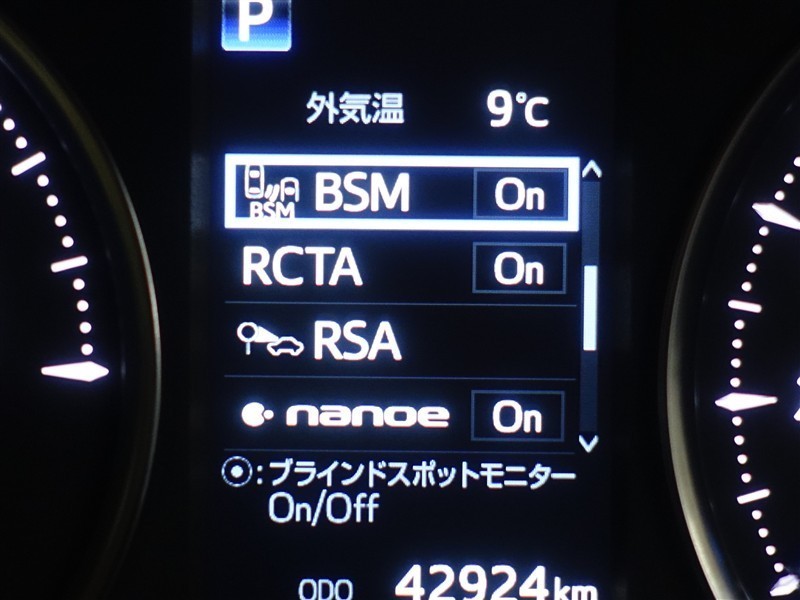 P
外気温 9℃
BSM BSM On
RCTA On
RSA
nanoe On
:ブラインドスポットモニター
On/Off
ODO 42924km